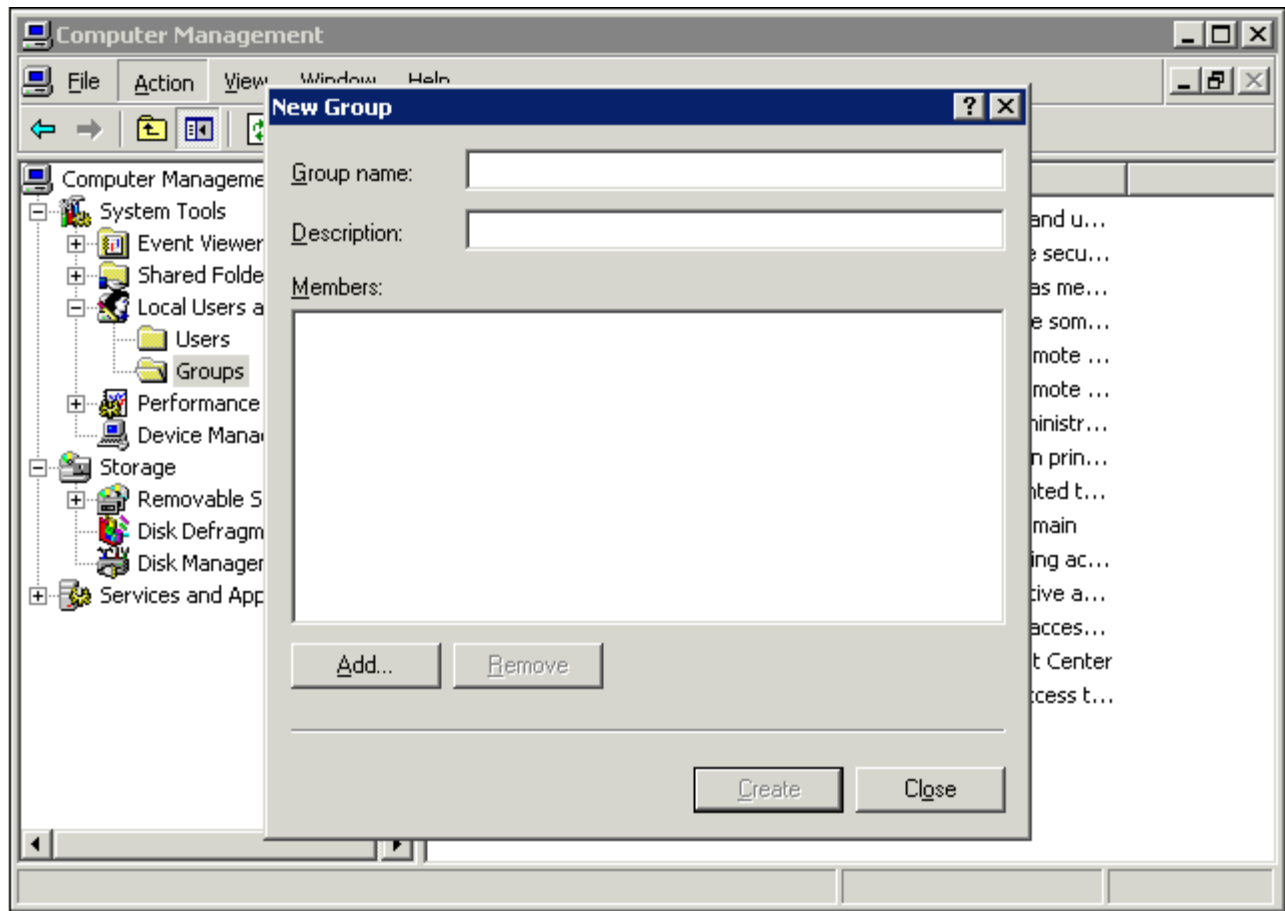 Computer Management
File Action View Window Help
New Group
Group name:
Description:
Members:
Add... Remove
Create Close
Computer Manageme
System Tools
Event Viewer
Shared Folde
Local Users a
Users
Groups
Performance
Device Mana
Storage
Removable S
Disk Defragm
Disk Manager
Services and App
and u...
e secu...
as me...
e som...
mote ...
mote ...
ninistr...
n prin...
nted t...
main
ing ac...
tive a...
acces...
t Center
ccess t...